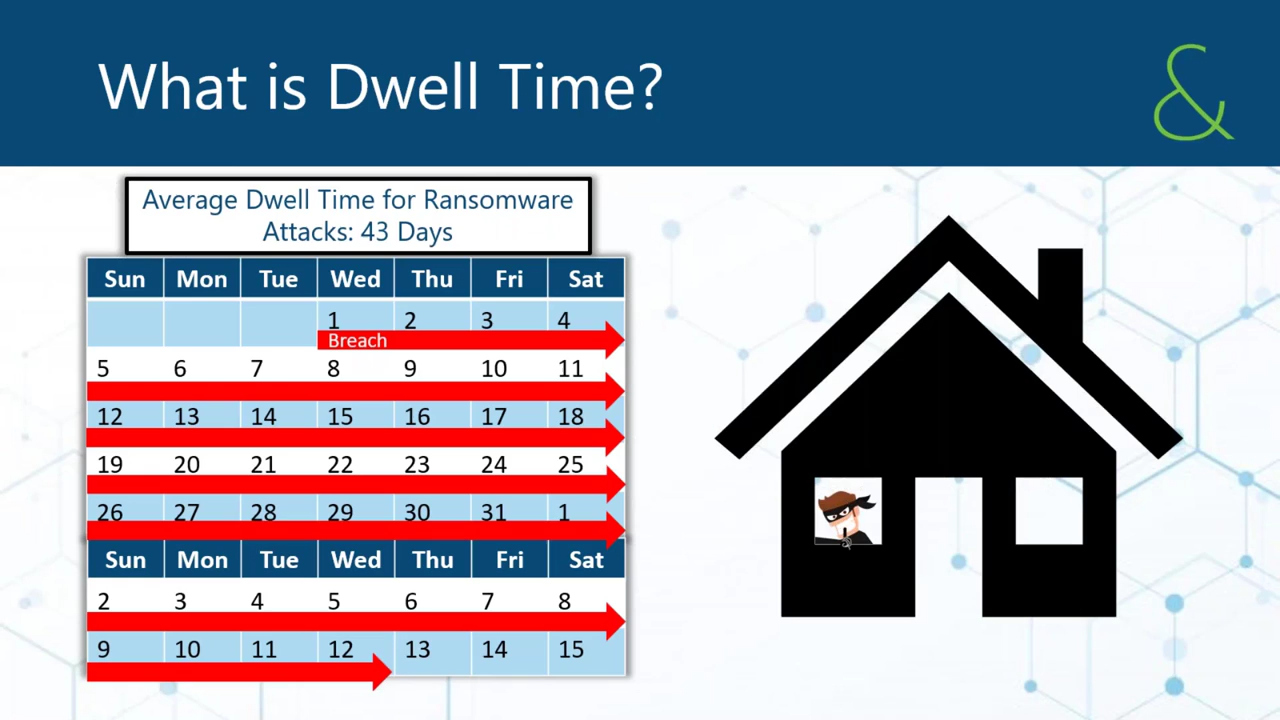 What is Dwell Time?
&
Average Dwell Time for Ransomware
Attacks: 43 Days
Sun Mon Tue Wed Thu Fri Sat
1 2 3 4
Breach
5 6 7 8 9 10 11
12 13 14 15 16 17 18
19 20 21 22 23 24 25
26 27 28 29 30 31 1
Sun Mon Tue Wed Thu Fri Sat
2 3 4 5 6 7 8
9 10 11 12 13 14 15